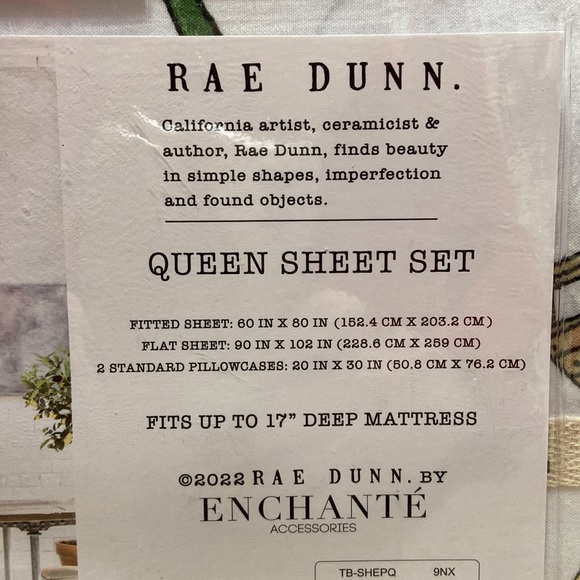 RAE DUNN.
California artist, ceramicist &
author, Rae Dunn, finds beauty
in simple shapes, imperfection
and found objects.
QUEEN SHEET SET
FITTED SHEET: 60 IN X 80 IN (152.4 CM X 203.2 CM)
FLAT SHEET: 90 IN X 102 IN (228.6 CM X 259 CM)
2 STANDARD PILLOWCASES: 20 IN X 30 IN (50.8 CM X 76.2 CM)
FITS UP TO 17” DEEP MATTRESS
©2022 RAE DUNN. BY
ENCHANTÉ
ACCESSORIES
TB-SHEPQ 9NX